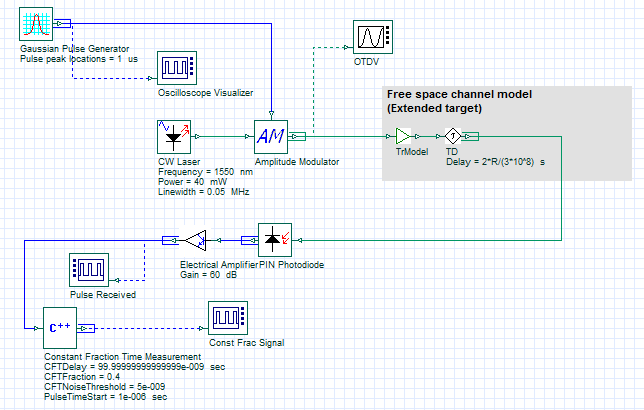 Gaussian Pulse Generator
Pulse peak locations = 1 us
Oscilloscope Visualizer
OTDV
Free space channel model
(Extended target)
CW Laser
Frequency = 1550 nm
Power = 40 mW
Linewidth = 0.05 MHz
AM
Amplitude Modulator
TrModel
1
TD
Delay = 2*R/(3*10^8) s
Electrical Amplifier
Gain = 60 dB
PIN Photodiode
Pulse Received
C++
Const Frac Signal
Constant Fraction Time Measurement
CFTDelay = 99.99999999999999e-009 sec
CFTFraction = 0.4
CFTNoiseThreshold = 5e-009
PulseTimeStart = 1e-006 sec